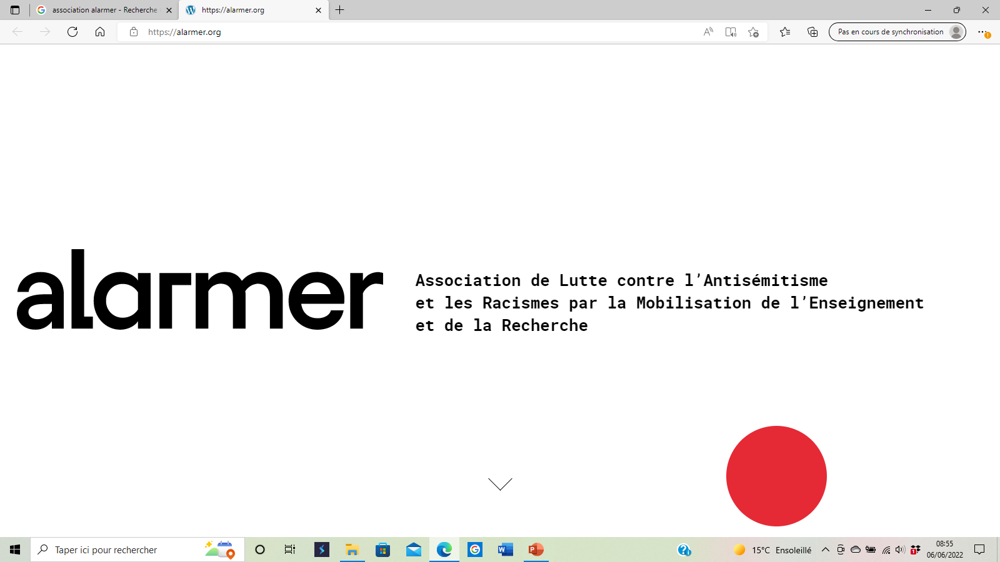 association alarmer - Recherche
https://alarmer.org
https://alarmer.org
Pas en cours de synchronisation
alarmer
Association de Lutte contre l’Antisémitisme
et les Racismes par la Mobilisation de l’Enseignement
et de la Recherche
Taper ici pour rechercher
15°C Ensoleillé
08:55
06/06/2022